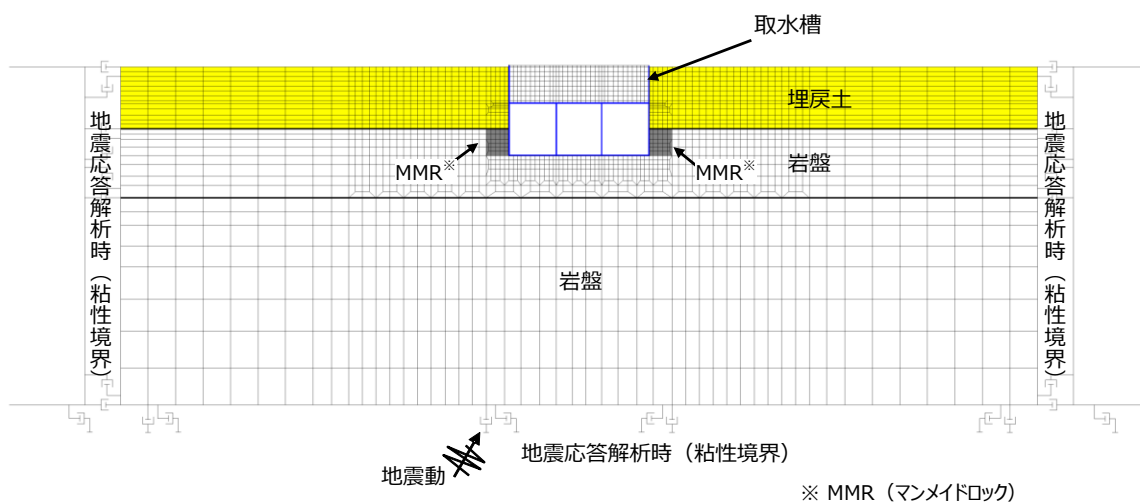 取水槽
埋戻土
MMR※
MMR※
岩盤
岩盤
地震応答解析時（粘性境界）
地震応答解析時（粘性境界）
地震応答解析時（粘性境界）
地震動
※ MMR（マンメイドロック）